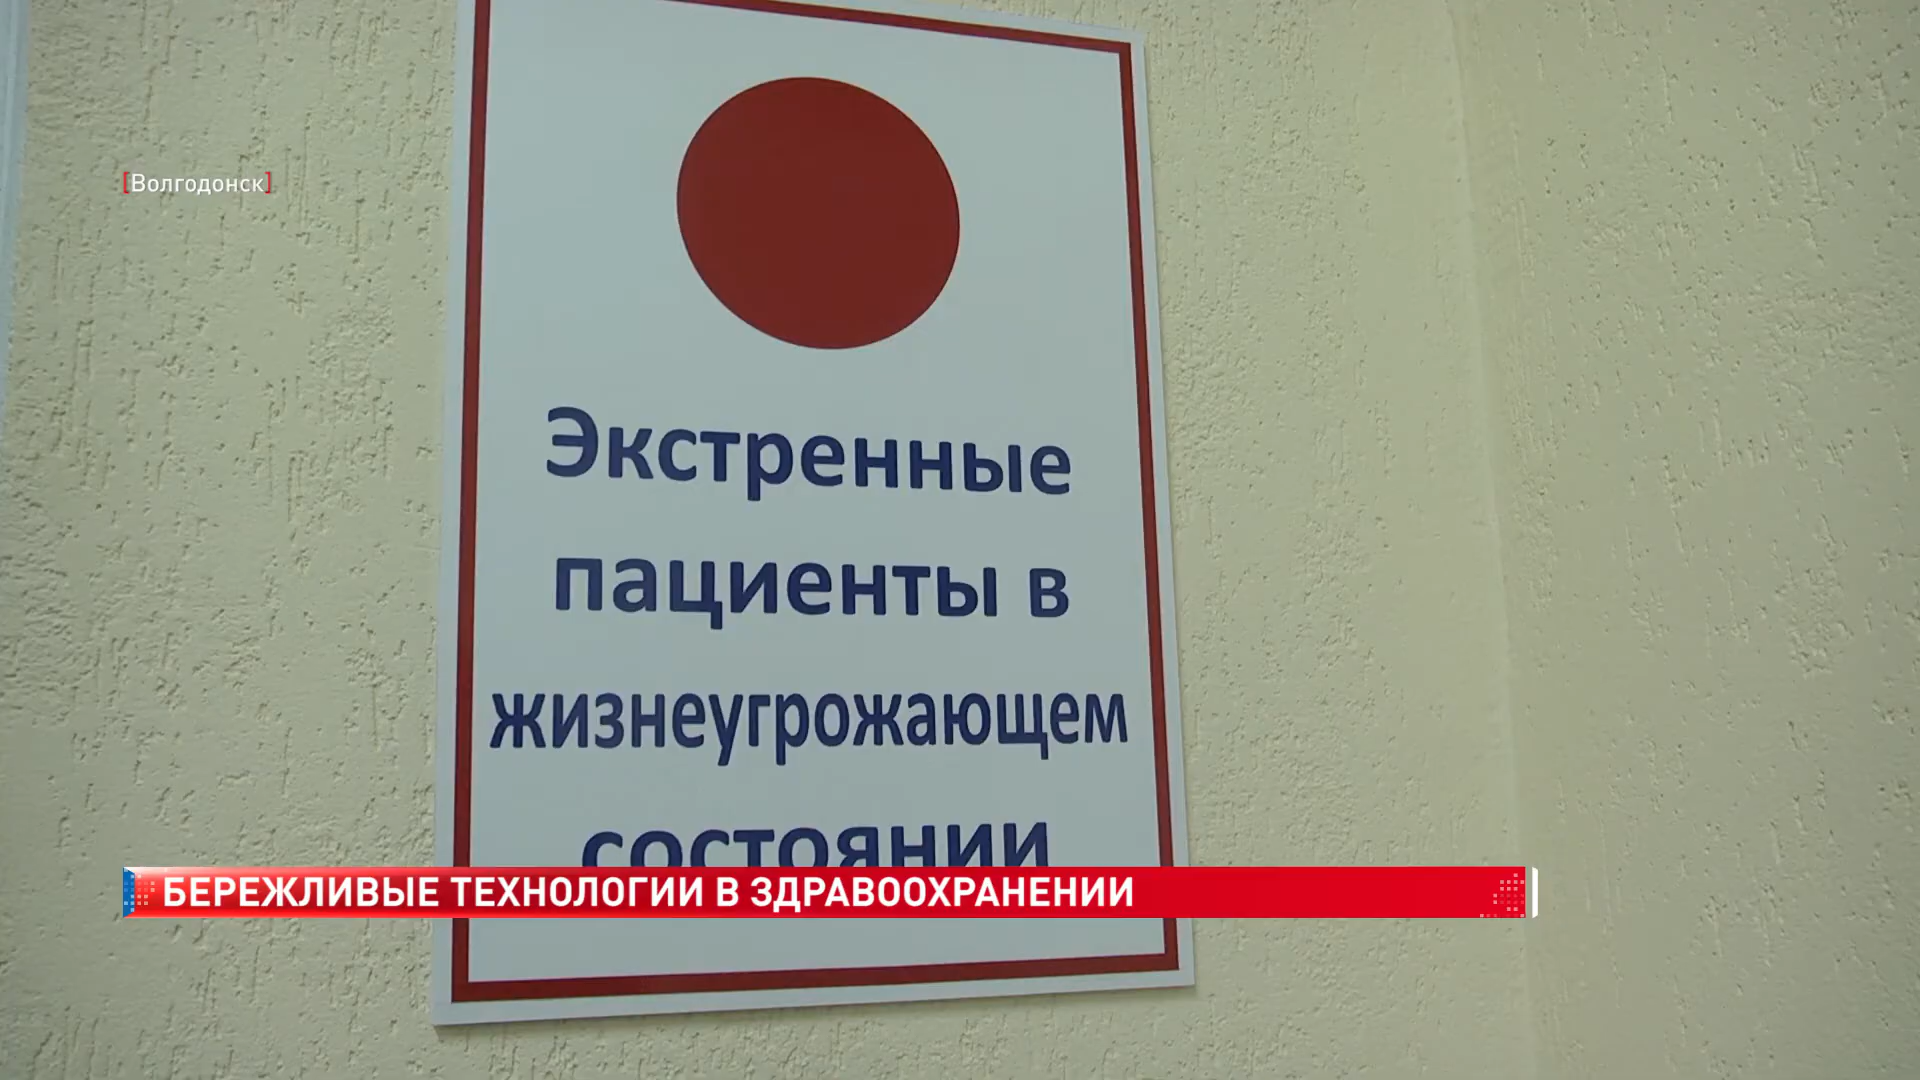 [Волгодонск]
Экстренные
пациенты в
жизнеугрожающем
состоянии
БЕРЕЖЛИВЫЕ ТЕХНОЛОГИИ В ЗДРАВООХРАНЕНИИ